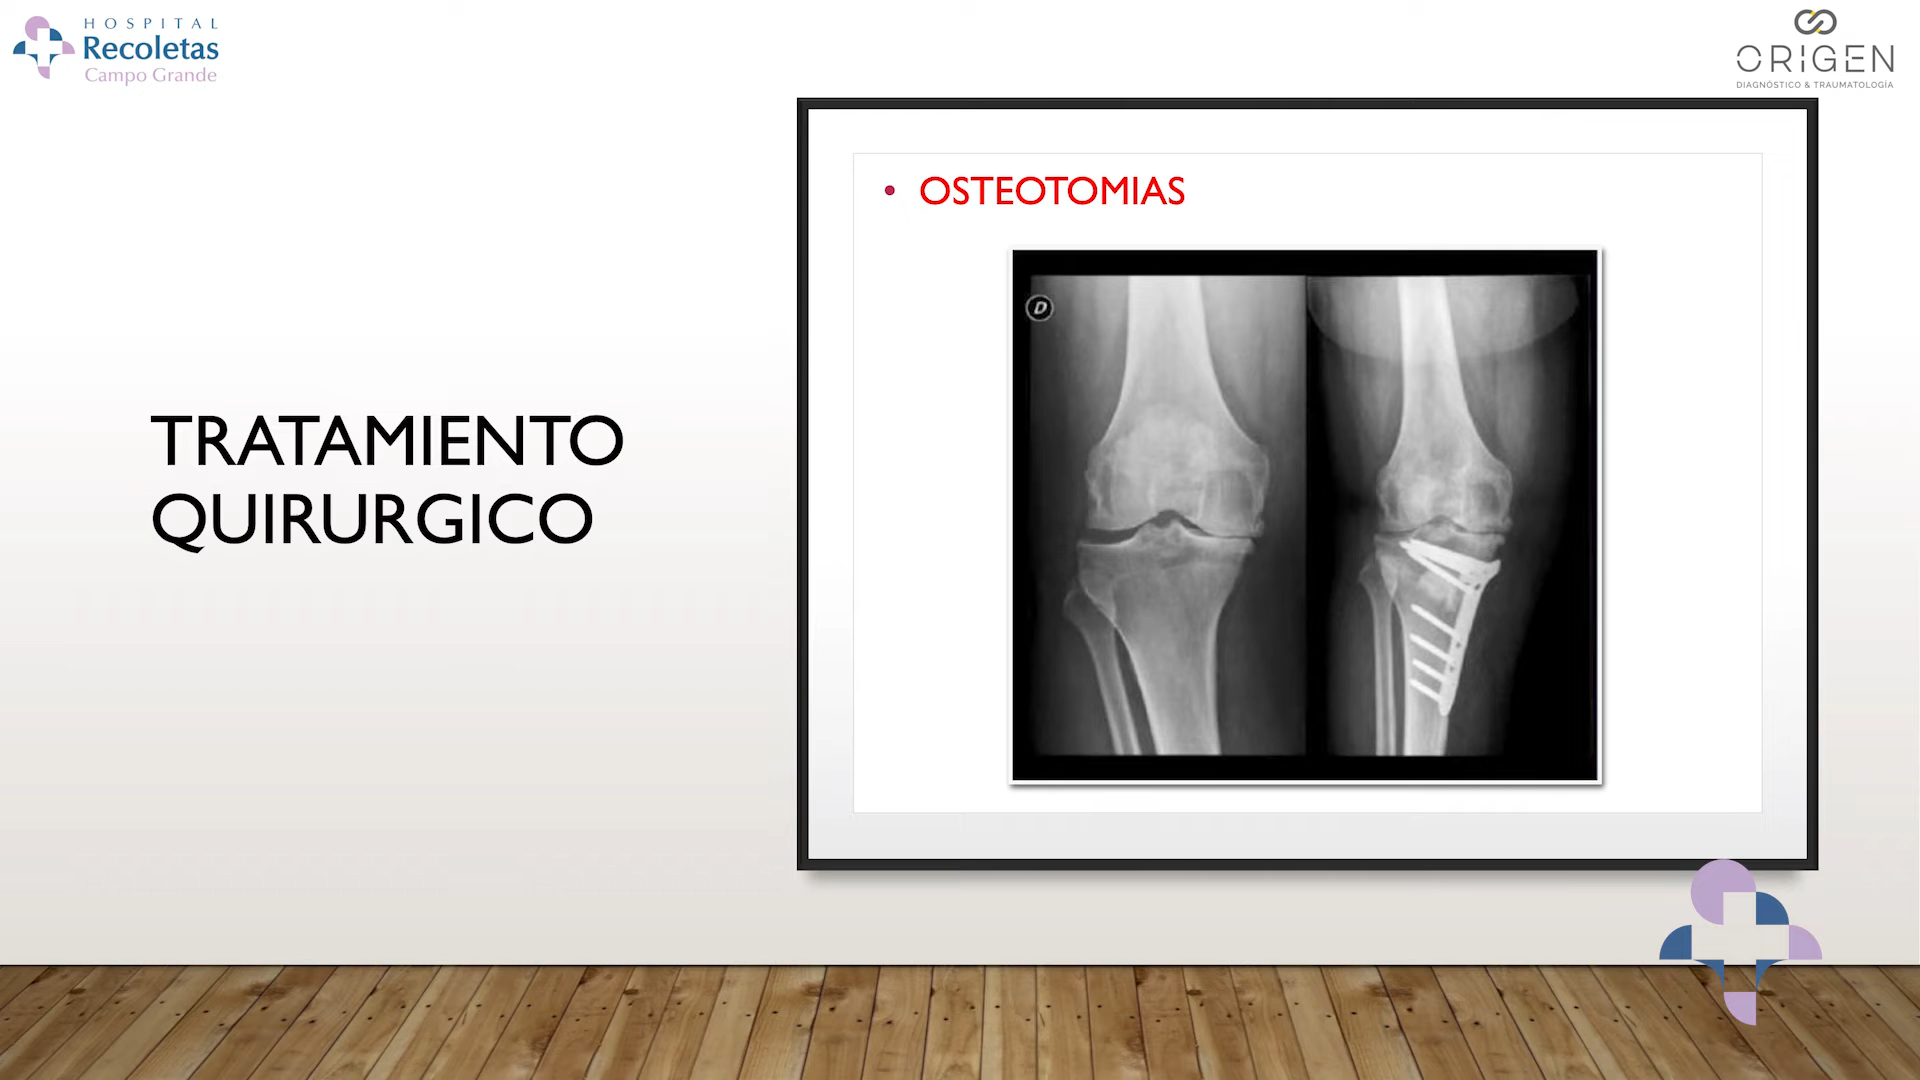 HOSPITAL
Recoletas
Campo Grande
ORIGEN
DIAGNÓSTICO & TRAUMATOLOGÍA
TRATAMIENTO
QUIRURGICO
• OSTEOTOMIAS
D